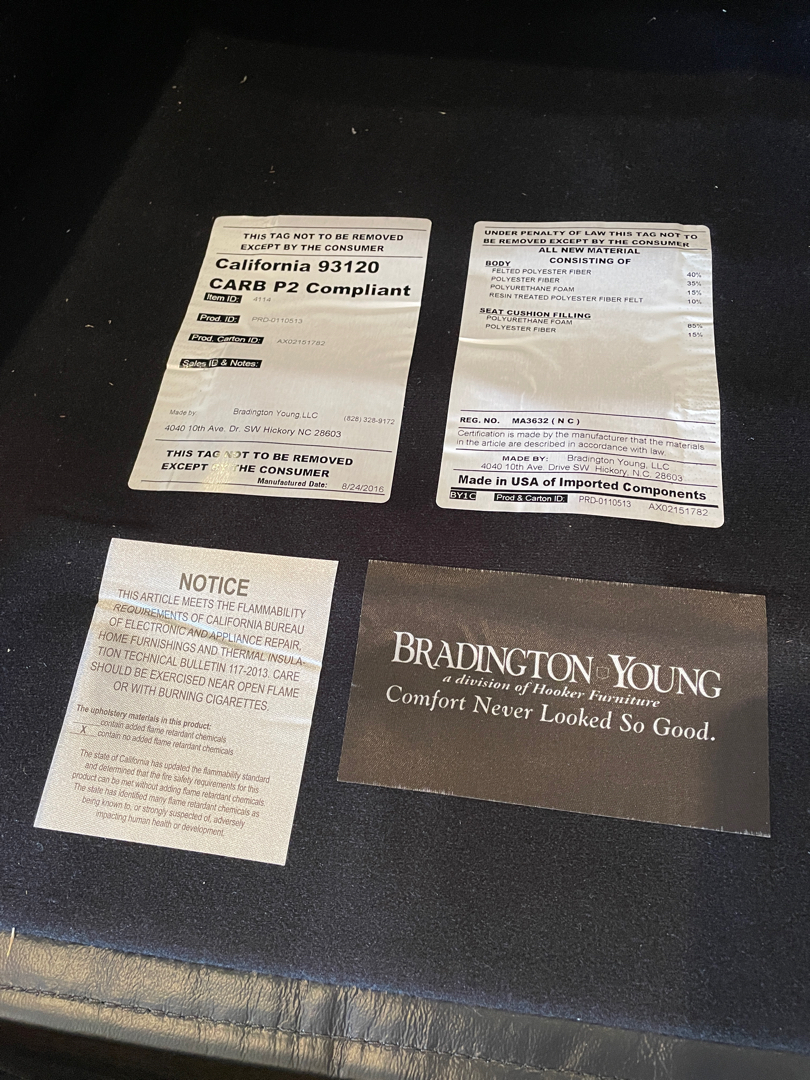 THIS TAG NOT TO BE REMOVED
EXCEPT BY THE CONSUMER
California 93120
CARB P2 Compliant
Item ID: 4114
Prod. ID: PRD-0110513
Prod. Carton ID: AX02151782
Sales ID & Notes:
Made by: Bradington Young,LLC (828) 328-9172
4040 10th Ave. Dr. SW Hickory NC 28603
THIS TAG NOT TO BE REMOVED
EXCEPT BY THE CONSUMER
Manufactured Date: 8/24/2016
UNDER PENALTY OF LAW THIS TAG NOT TO
BE REMOVED EXCEPT BY THE CONSUMER
ALL NEW MATERIAL
CONSISTING OF
BODY
FELTED POLYESTER FIBER 40%
POLYESTER FIBER 35%
POLYURETHANE FOAM 15%
RESIN TREATED POLYESTER FIBER FELT 10%
SEAT CUSHION FILLING
POLYURETHANE FOAM 85%
POLYESTER FIBER 15%
REG. NO. MA3632 ( N C )
Certification is made by the manufacturer that the materials
in the article are described in accordance with law.
MADE BY: Bradington Young, LLC
4040 10th Ave. Drive SW Hickory, N.C. 28603
Made in USA of Imported Components
BY1C Prod & Carton ID: PRD-0110513 AX02151782
NOTICE
THIS ARTICLE MEETS THE FLAMMABILITY
REQUIREMENTS OF CALIFORNIA BUREAU
OF ELECTRONIC AND APPLIANCE REPAIR,
HOME FURNISHINGS AND THERMAL INSULA-
TION TECHNICAL BULLETIN 117-2013. CARE
SHOULD BE EXERCISED NEAR OPEN FLAME
OR WITH BURNING CIGARETTES.
The upholstery materials in this product:
contain added flame retardant chemicals
X contain no added flame retardant chemicals
The state of California has updated the flammability standard
and determined that the fire safety requirements for this
product can be met without adding flame retardant chemicals.
The state has identified many flame retardant chemicals as
being known to, or strongly suspected of, adversely
impacting human health or development.
BRADINGTON YOUNG
a division of Hooker Furniture
Comfort Never Looked So Good.